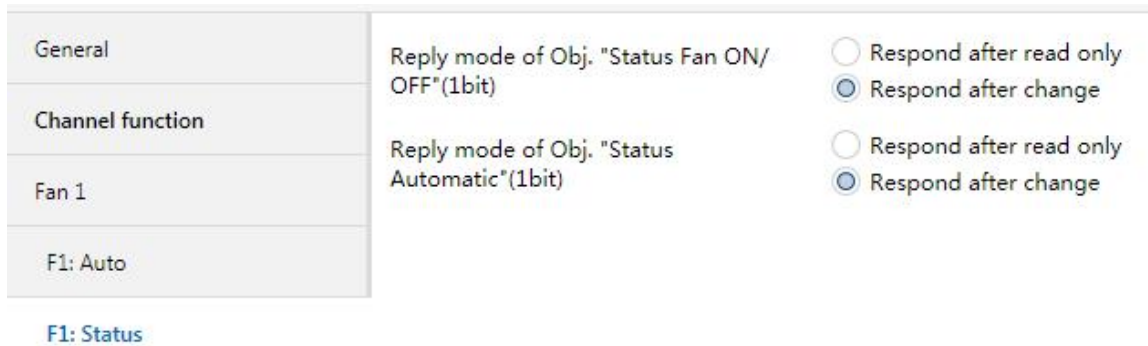 General
Channel function
Fan 1
F1: Auto
F1: Status
Reply mode of Obj. "Status Fan ON/
OFF"(1bit)
Respond after read only
Respond after change
Reply mode of Obj. "Status
Automatic"(1bit)
Respond after read only
Respond after change